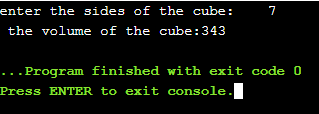 enter the sides of the cube:    7
 the volume of the cube:343
...Program finished with exit code 0
Press ENTER to exit console.